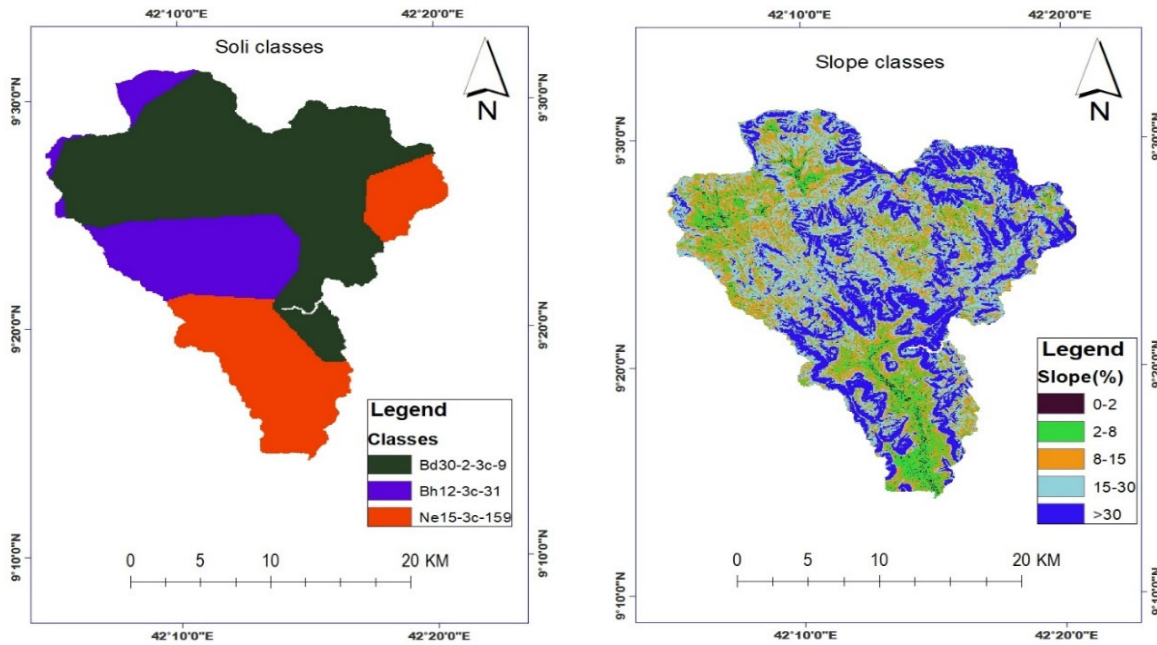 42°10'0"E
42°20'0"E
Soli classes
N
9°30'0"N
9°30'0"N
9°20'0"N
9°20'0"N
9°10'0"N
9°10'0"N
Legend
Classes
Bd30-2-3c-9
Bh12-3c-31
Ne15-3c-159
0 5 10 20 KM
42°10'0"E
42°20'0"E
42°10'0"E
42°20'0"E
Slope classes
N
9°30'0"N
9°20'0"N
9°10'0"N
Legend
Slope(%)
0-2
2-8
8-15
15-30
>30
0 5 10 20 KM
42°10'0"E
42°20'0"E